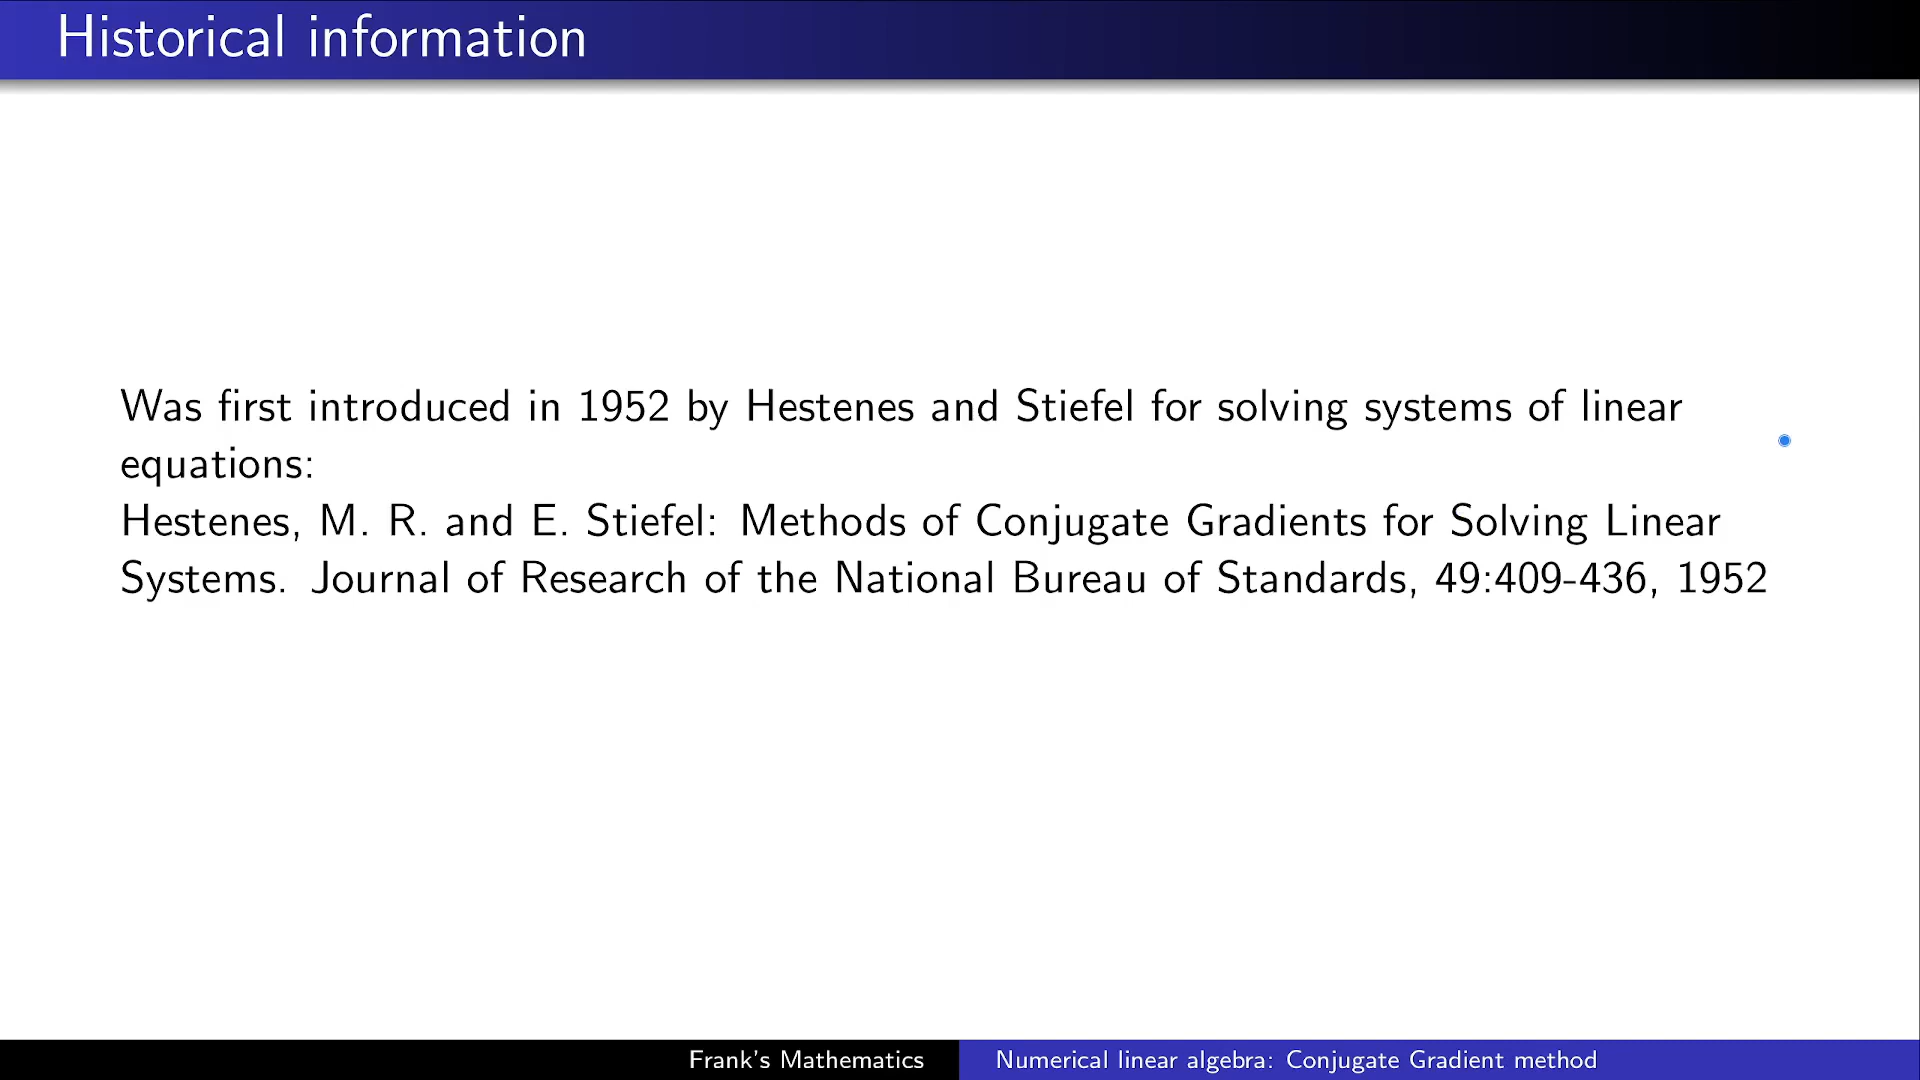 Historical information
Was first introduced in 1952 by Hestenes and Stiefel for solving systems of linear
equations:
Hestenes, M. R. and E. Stiefel: Methods of Conjugate Gradients for Solving Linear
Systems. Journal of Research of the National Bureau of Standards, 49:409-436, 1952
Frank's Mathematics
Numerical linear algebra: Conjugate Gradient method